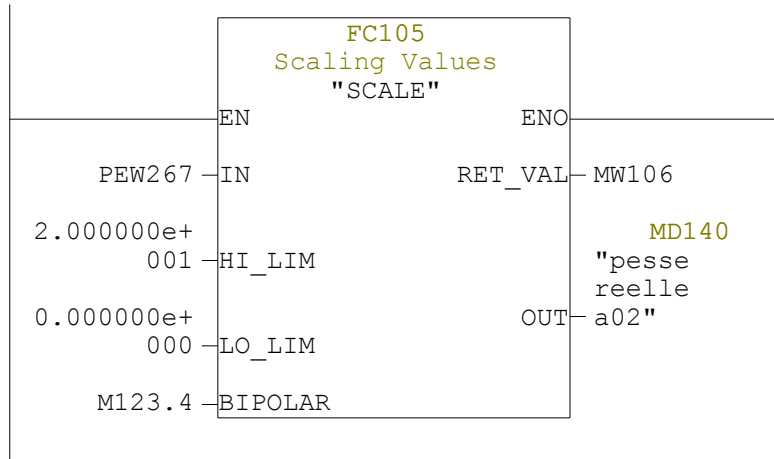 FC105
Scaling Values
"SCALE"
EN ENO
PEW267 IN RET_VAL MW106
2.000000e+ MD140
001 HI_LIM "pesse
reelle
0.000000e+ OUT a02"
000 LO_LIM
M123.4 BIPOLAR